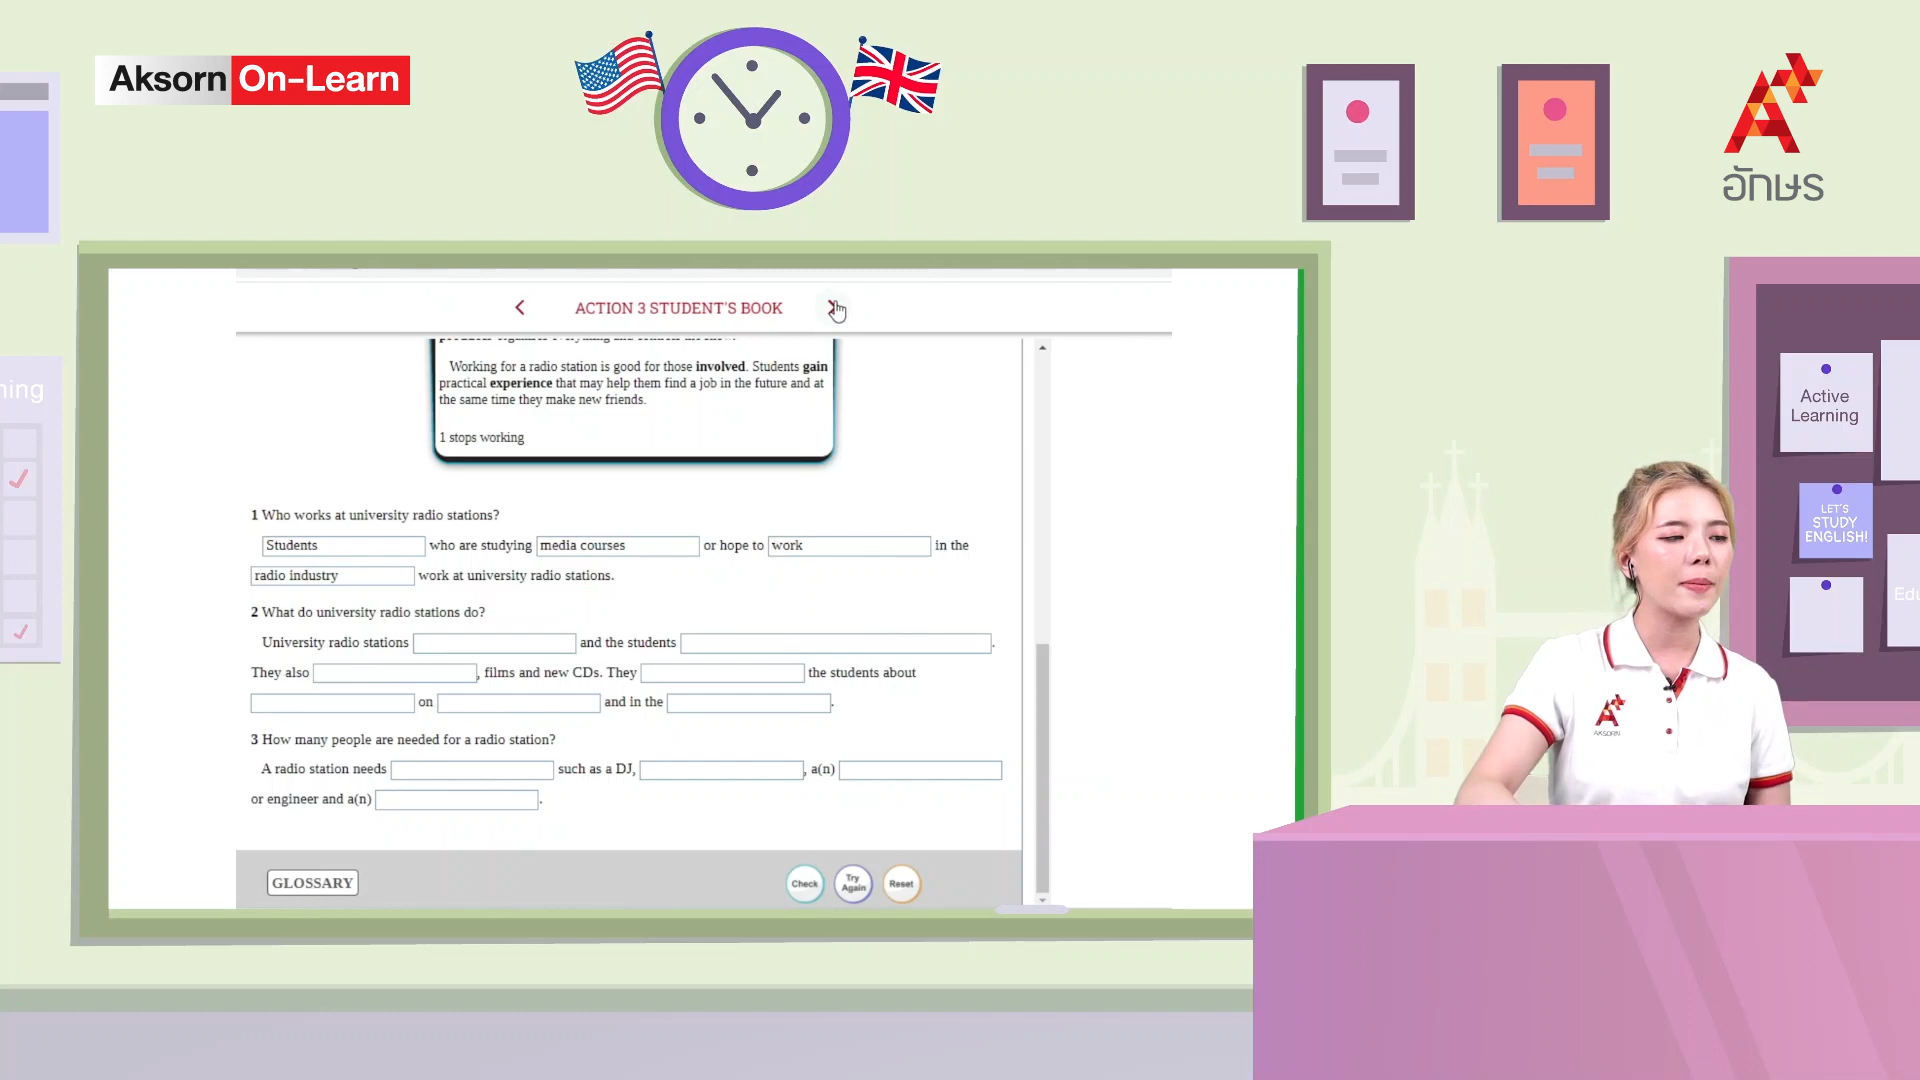 Aksorn On-Learn
อักษร
ACTION 3 STUDENT'S BOOK
Working for a radio station is good for those involved. Students gain
practical experience that may help them find a job in the future and at
the same time they make new friends.
1 stops working
1 Who works at university radio stations?
Students who are studying media courses or hope to work in the
radio industry work at university radio stations.
2 What do university radio stations do?
University radio stations and the students .
They also , films and new CDs. They the students about
on and in the .
3 How many people are needed for a radio station?
A radio station needs such as a DJ, , a(n)
or engineer and a(n) .
GLOSSARY
Check
Try
Again
Reset
ning
Active
Learning
LET'S
STUDY
ENGLISH!
Edu
AKSORN